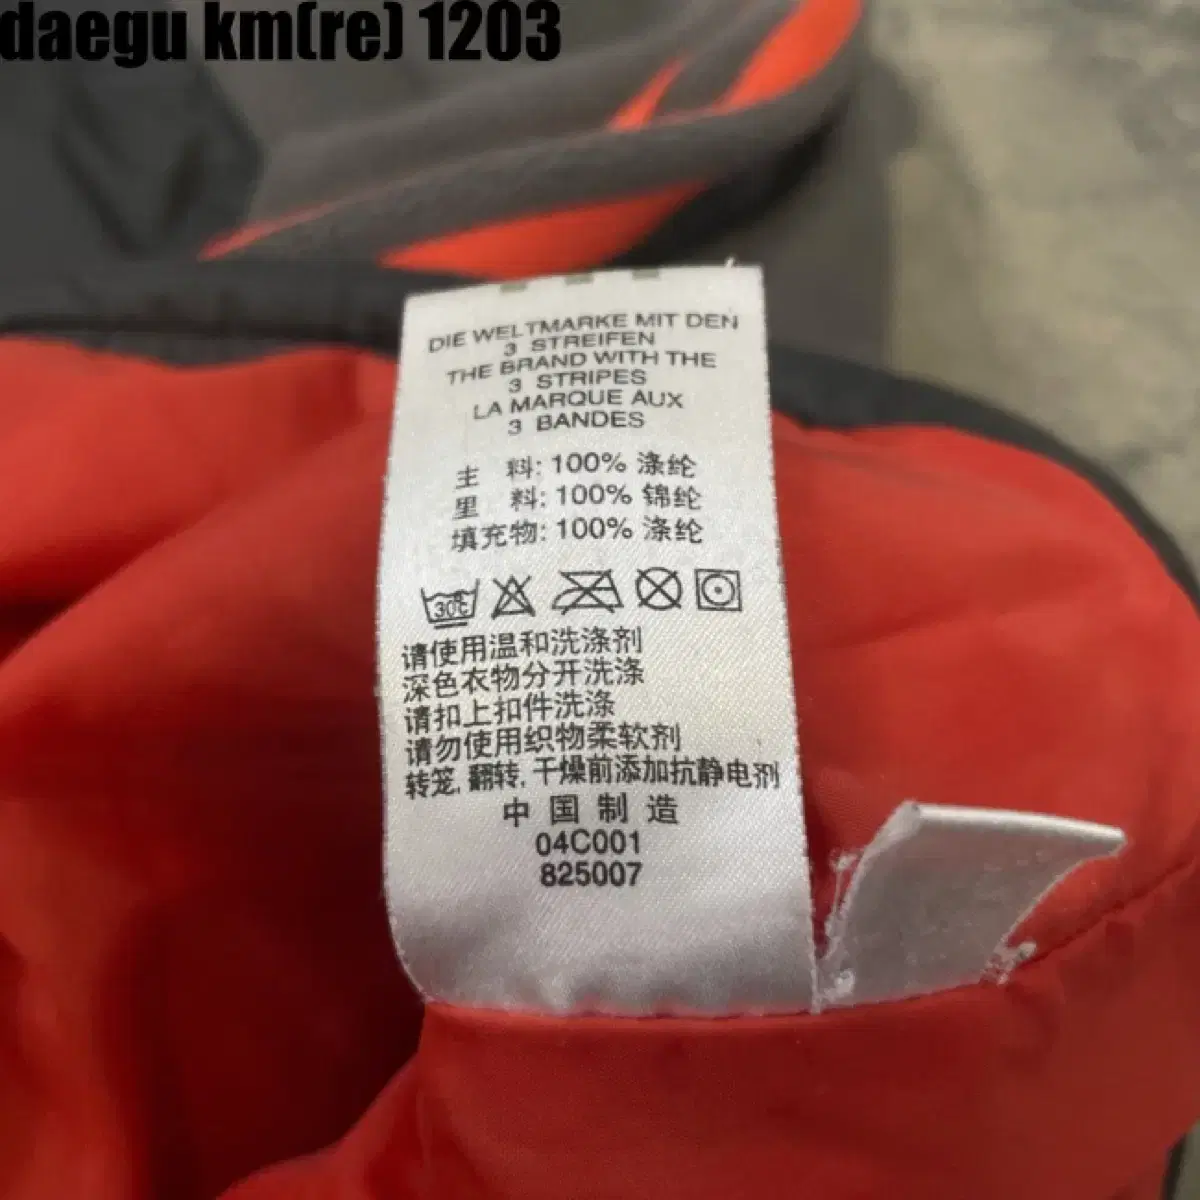 daegu km(re) 1203
DIE WELTMARKE MIT DEN
3 STREIFEN
THE BRAND WITH THE
3 STRIPES
LA MARQUE AUX
3 BANDES
主 料: 100% 涤纶
里 料: 100% 锦纶
填充物: 100% 涤纶
30℃
请使用温和洗涤剂
深色衣物分开洗涤
请扣上扣件洗涤
请勿使用织物柔软剂
转笼, 翻转, 干燥前添加抗静电剂
中国制造
04C001
825007